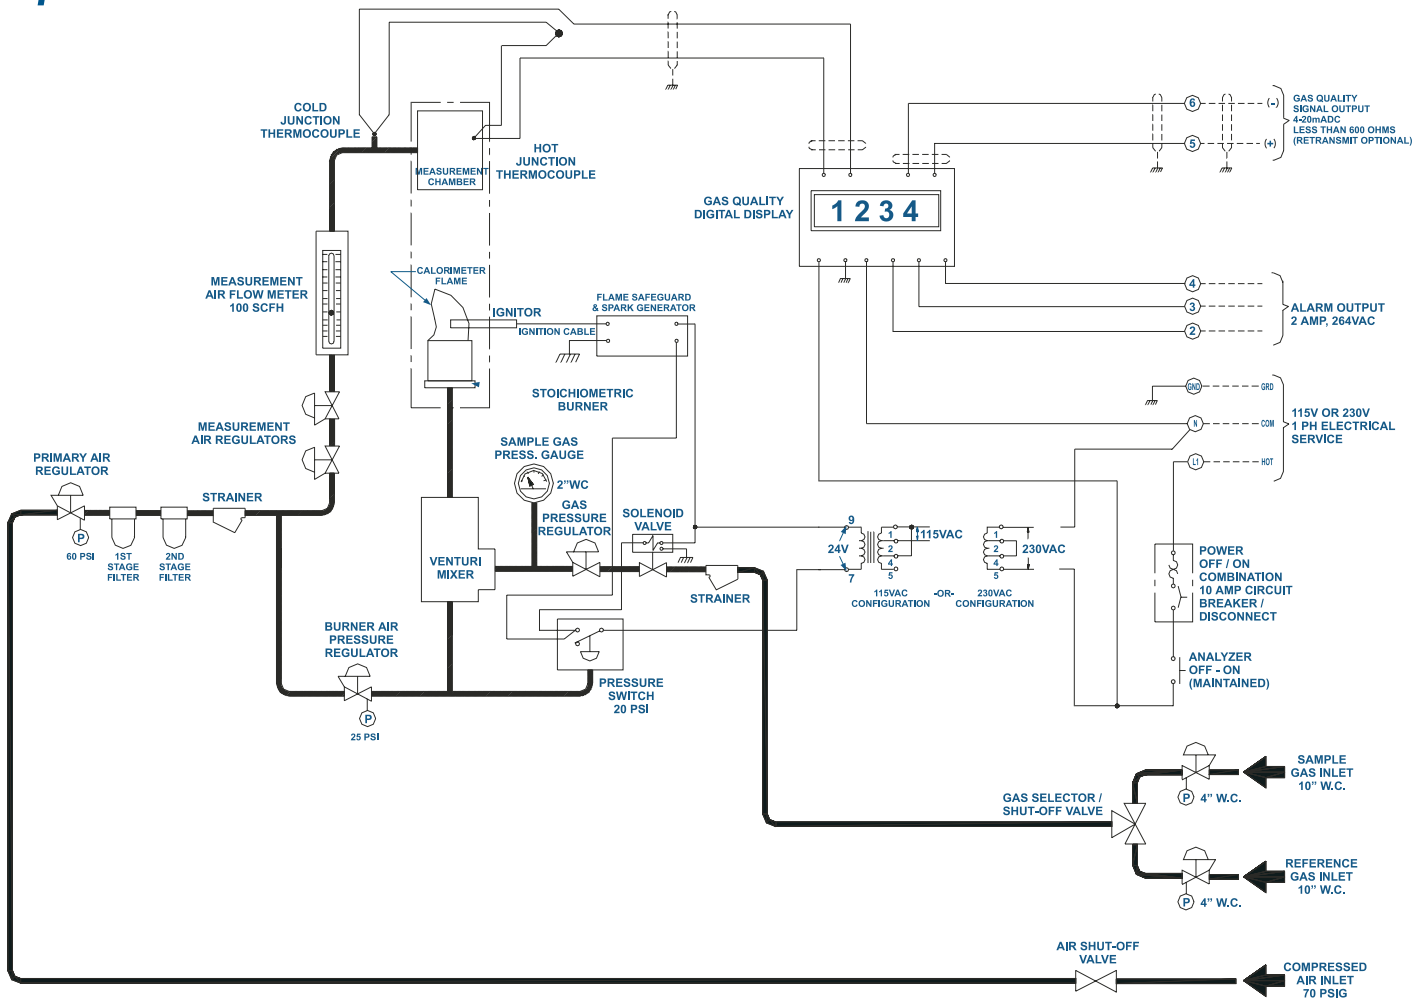 COLD
JUNCTION
THERMOCOUPLE
HOT
JUNCTION
THERMOCOUPLE
MEASUREMENT
CHAMBER
GAS QUALITY
DIGITAL DISPLAY
1 2 3 4
6
(-)
5
(+)
GAS QUALITY
SIGNAL OUTPUT
4-20mADC
LESS THAN 600 OHMS
(RETRANSMIT OPTIONAL)
MEASUREMENT
AIR FLOW METER
100 SCFH
CALORIMETER
FLAME
IGNITOR
IGNITION CABLE
FLAME SAFEGUARD
& SPARK GENERATOR
4
3
2
ALARM OUTPUT
2 AMP, 264VAC
STOICHIOMETRIC
BURNER
GND
GRD
N
COM
L1
HOT
115V OR 230V
1 PH ELECTRICAL
SERVICE
MEASUREMENT
AIR REGULATORS
PRIMARY AIR
REGULATOR
P
60 PSI
1ST
STAGE
FILTER
2ND
STAGE
FILTER
STRAINER
SAMPLE GAS
PRESS. GAUGE
2"WC
GAS
PRESSURE
REGULATOR
SOLENOID
VALVE
VENTURI
MIXER
STRAINER
9
24V
7
1
2
4
5
115VAC
115VAC
CONFIGURATION
-OR-
1
2
4
5
230VAC
230VAC
CONFIGURATION
POWER
OFF / ON
COMBINATION
10 AMP CIRCUIT
BREAKER /
DISCONNECT
ANALYZER
OFF - ON
(MAINTAINED)
BURNER AIR
PRESSURE
REGULATOR
P
25 PSI
PRESSURE
SWITCH
20 PSI
GAS SELECTOR /
SHUT-OFF VALVE
P
4" W.C.
SAMPLE
GAS INLET
10" W.C.
P
4" W.C.
REFERENCE
GAS INLET
10" W.C.
AIR SHUT-OFF
VALVE
COMPRESSED
AIR INLET
70 PSIG